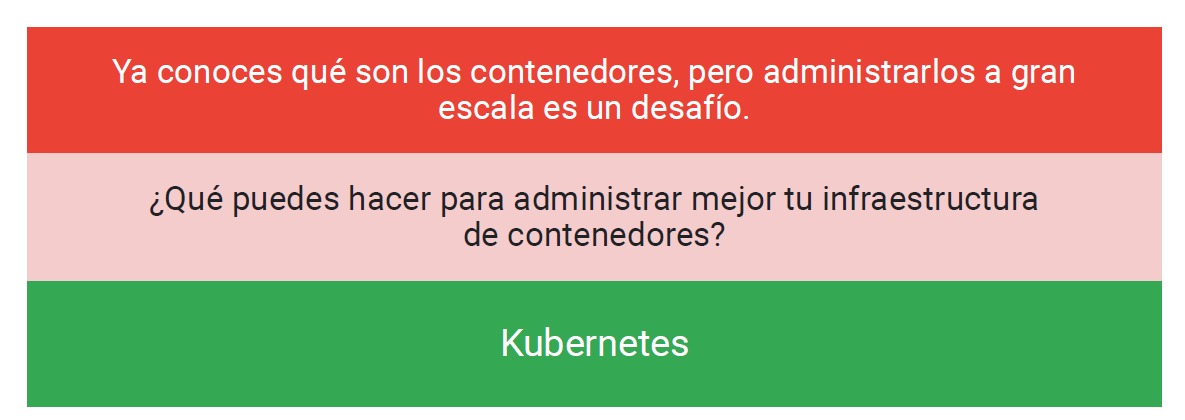 Ya conoces qué son los contenedores, pero administrarlos a gran
escala es un desafío.
¿Qué puedes hacer para administrar mejor tu infraestructura
de contenedores?
Kubernetes